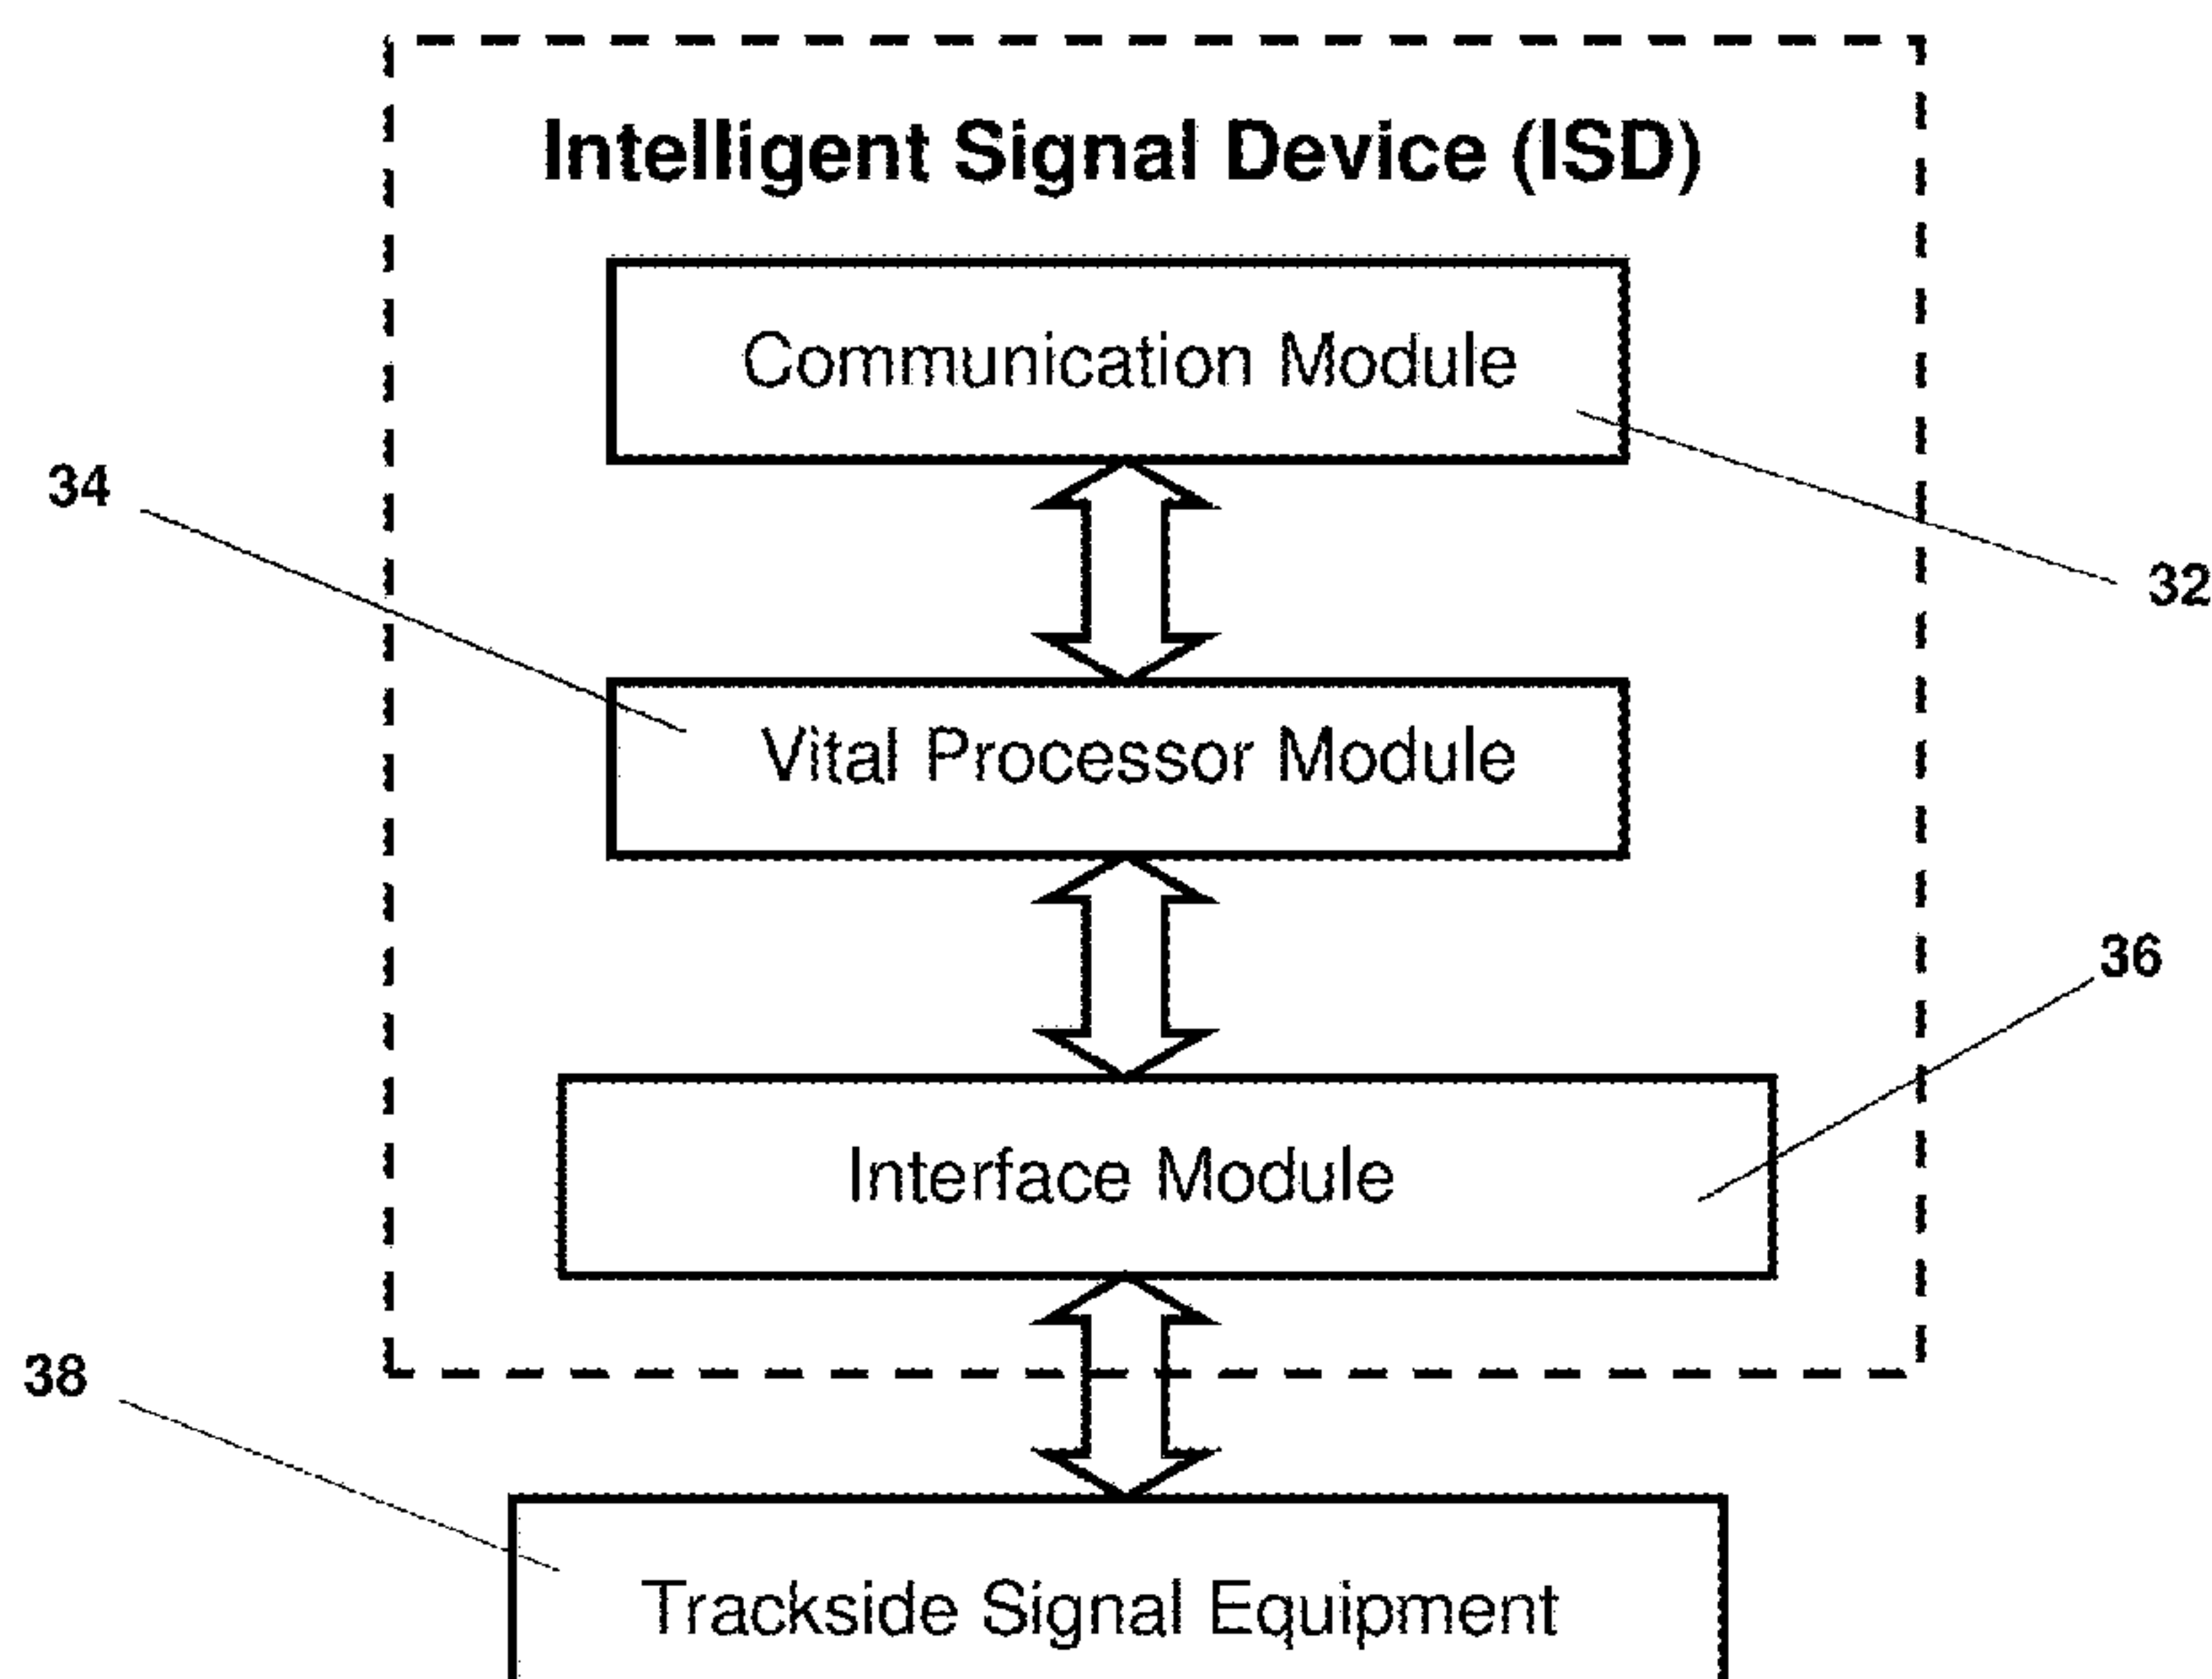 Intelligent Signal Device (ISD)
Communication Module
34
32
Vital Processor Module
36
Interface Module
38
Trackside Signal Equipment